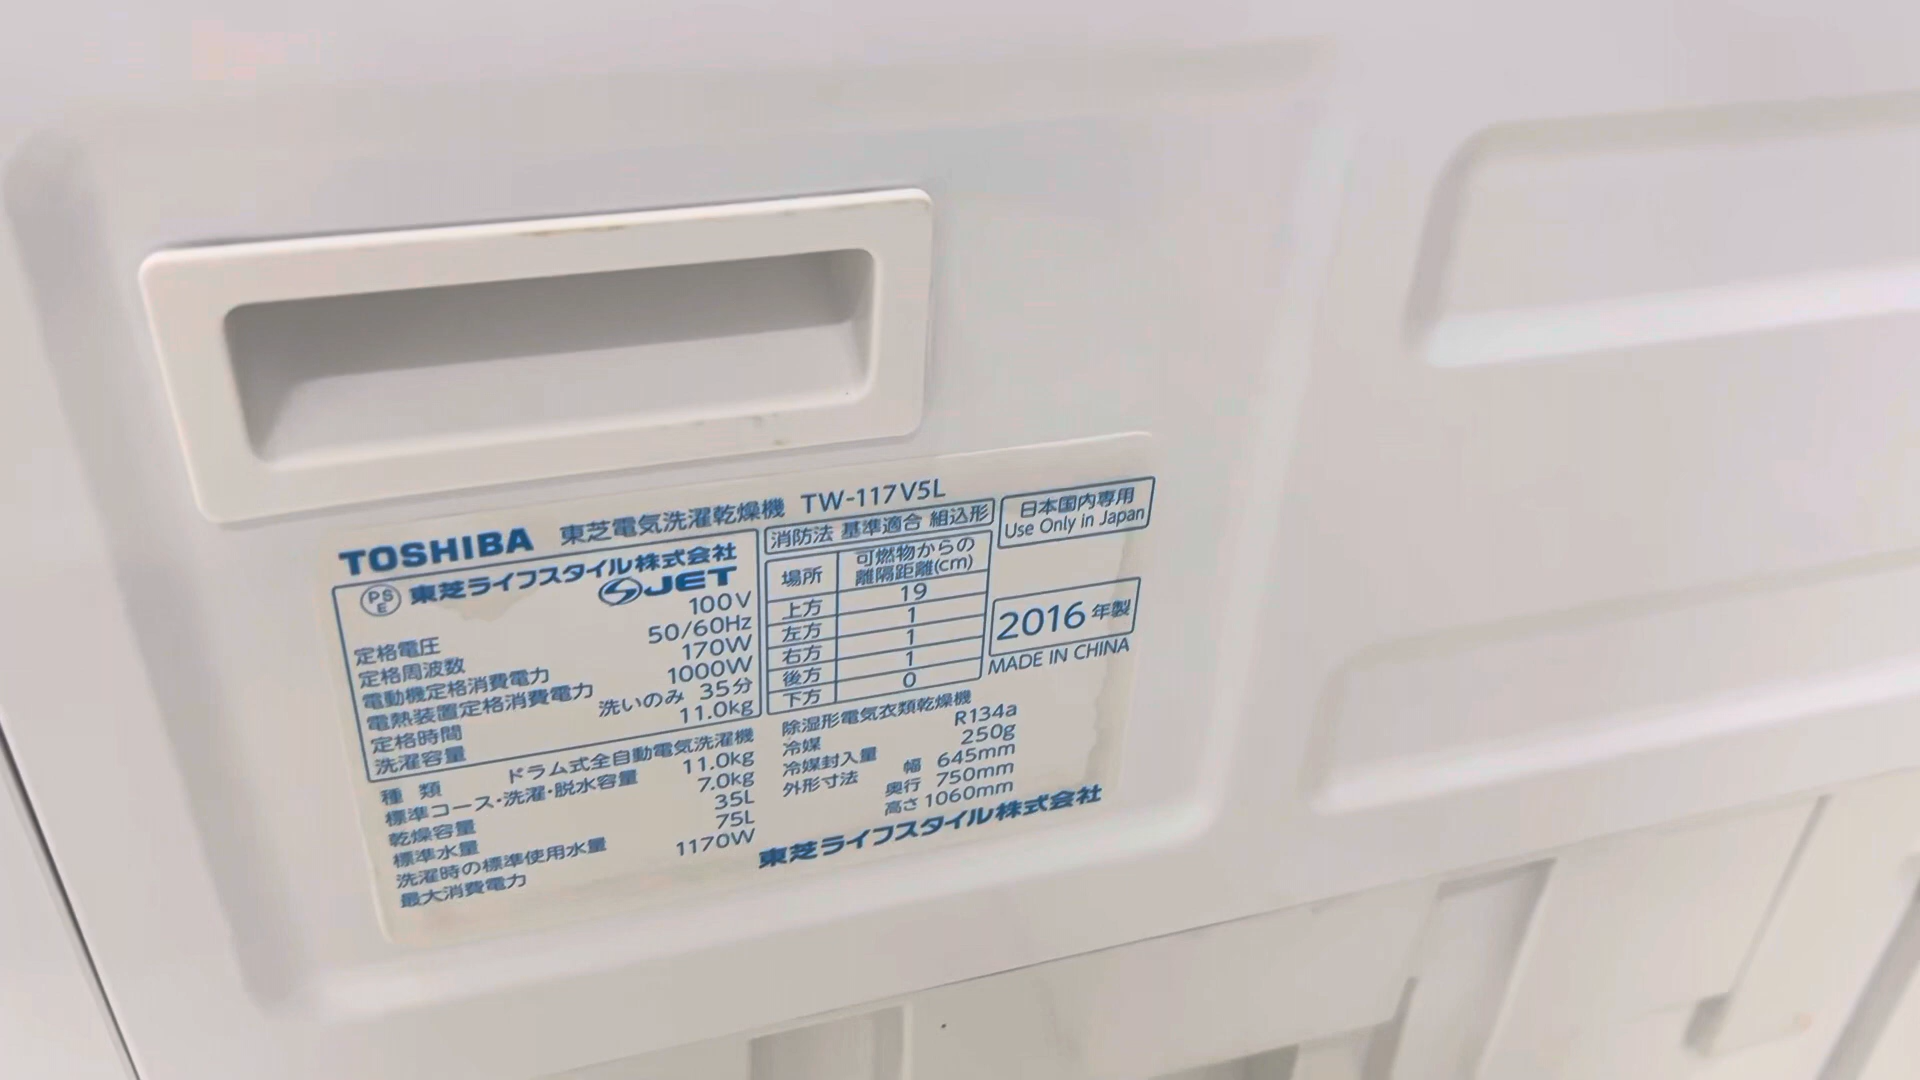 TOSHIBA 東芝電気洗濯乾燥機 TW-117V5L
PSE 東芝ライフスタイル株式会社
JET
定格電圧 100V
定格周波数 50/60Hz
電動機定格消費電力 170W
電熱装置定格消費電力 1000W
定格時間 洗いのみ 35分
洗濯容量 11.0kg
種類 ドラム式全自動電気洗濯機
標準コース・洗濯・脱水容量 11.0kg
乾燥容量 7.0kg
標準水量 35L
洗濯時の標準使用水量 75L
最大消費電力 1170W
消防法 基準適合 組込形
場所 可燃物からの離隔距離(cm)
上方 19
左方 1
右方 1
後方 1
下方 0
除湿形電気衣類乾燥機
冷媒 R134a
冷媒封入量 250g
外形寸法 幅 645mm
奥行 750mm
高さ 1060mm
東芝ライフスタイル株式会社
日本国内専用
Use Only in Japan
2016年製
MADE IN CHINA